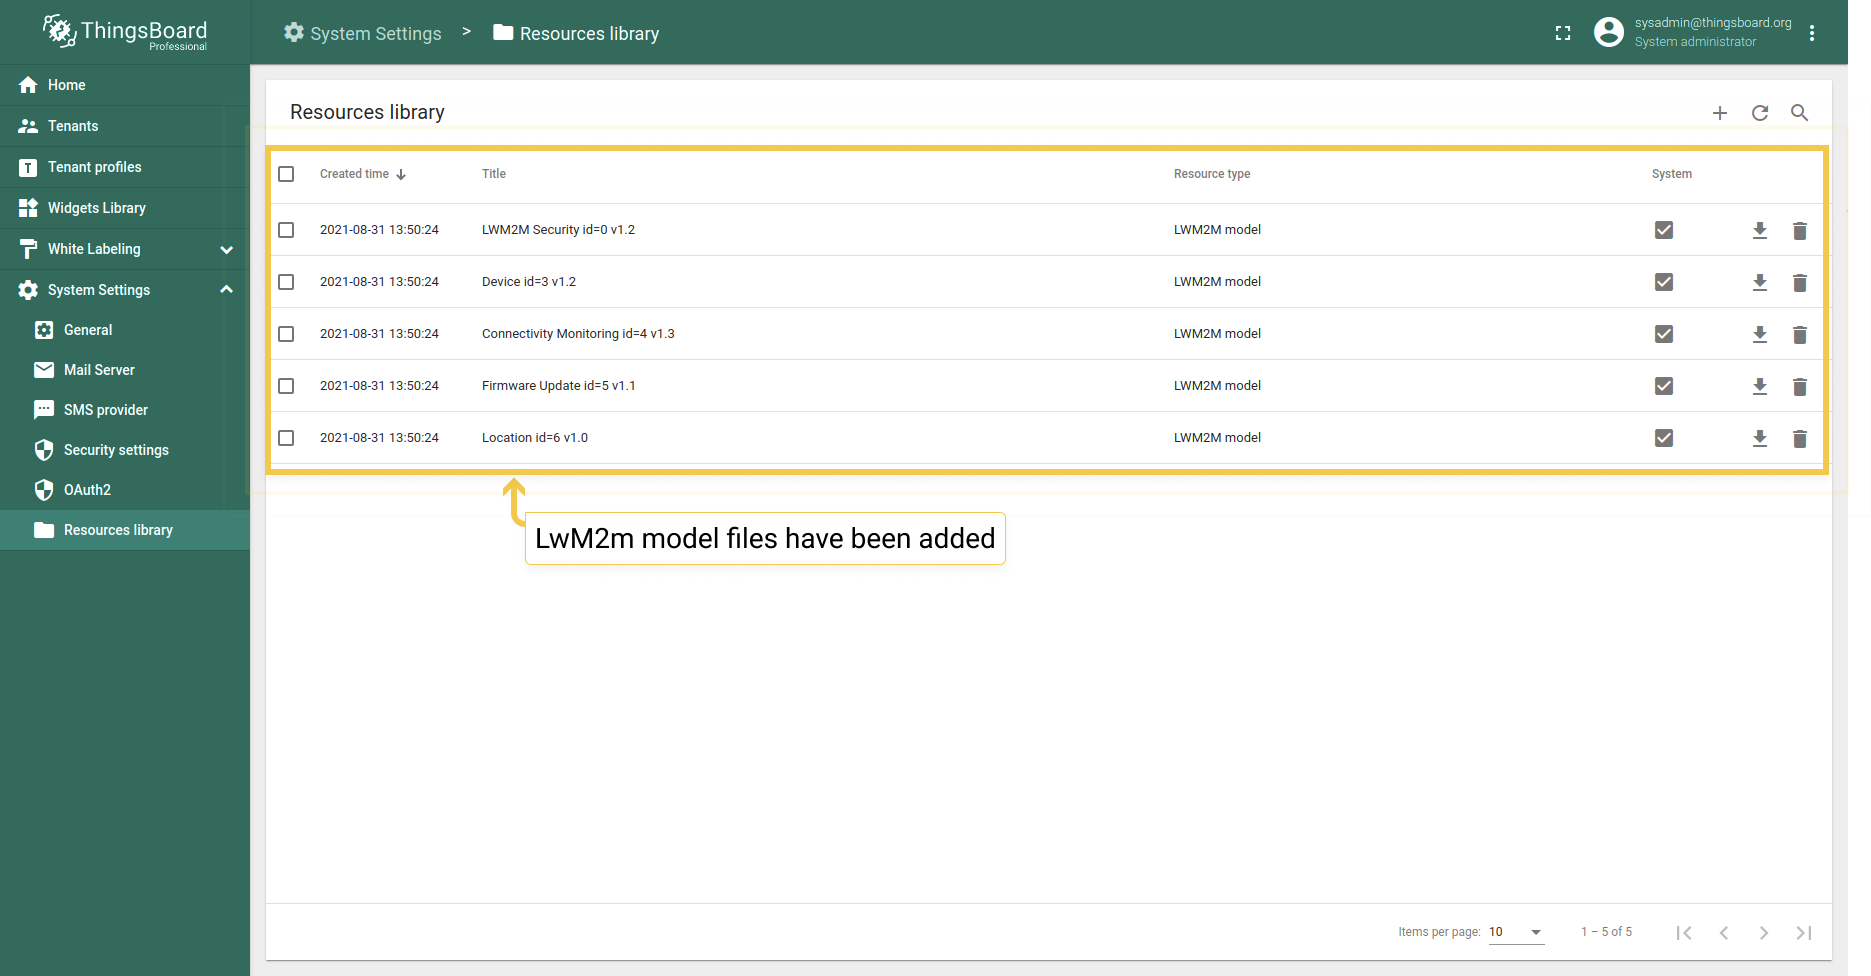 ThingsBoard
Professional
System Settings > Resources library
sysadmin@thingsboard.org
System administrator
Home
Tenants
Tenant profiles
Widgets Library
White Labeling
System Settings
General
Mail Server
SMS provider
Security settings
OAuth2
Resources library
Resources library
Created time Title Resource type System
2021-08-31 13:50:24 LWM2M Security id=0 v1.2 LWM2M model
2021-08-31 13:50:24 Device id=3 v1.2 LWM2M model
2021-08-31 13:50:24 Connectivity Monitoring id=4 v1.3 LWM2M model
2021-08-31 13:50:24 Firmware Update id=5 v1.1 LWM2M model
2021-08-31 13:50:24 Location id=6 v1.0 LWM2M model
LwM2m model files have been added
Items per page: 10 1 – 5 of 5